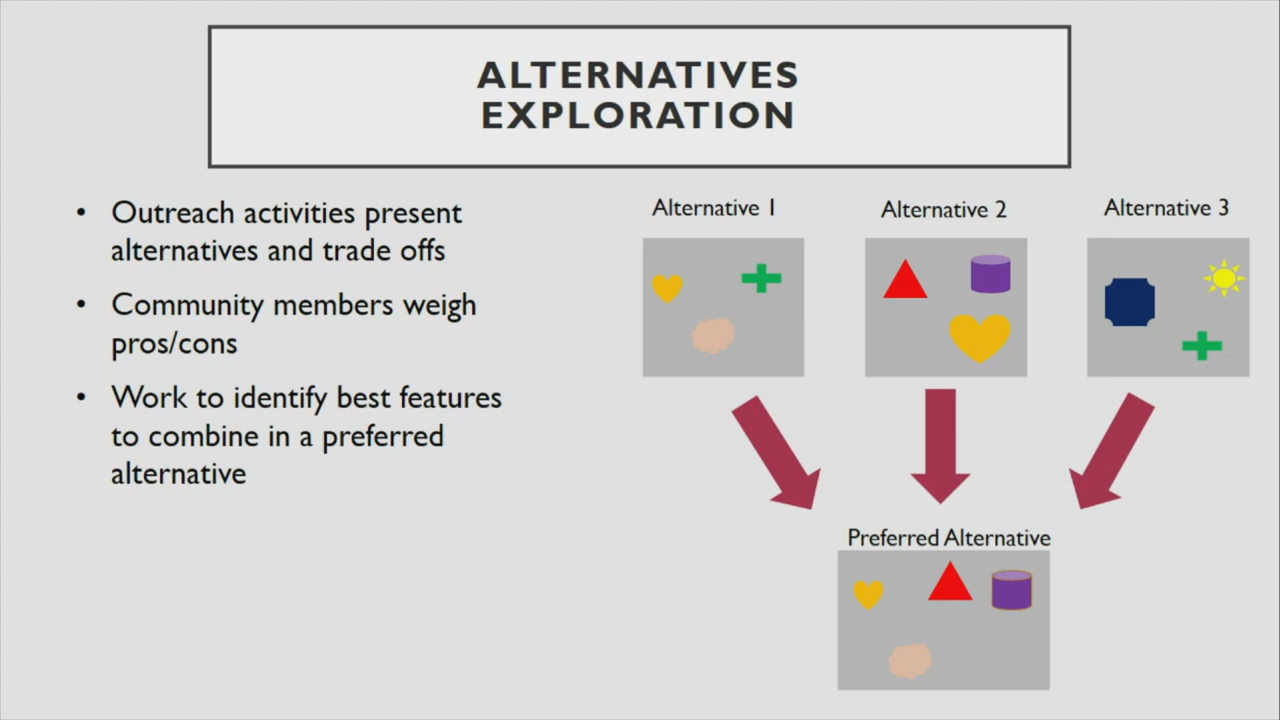 ALTERNATIVES
EXPLORATION
• Outreach activities present
alternatives and trade offs
• Community members weigh
pros/cons
• Work to identify best features
to combine in a preferred
alternative
Alternative 1
Alternative 2
Alternative 3
Preferred Alternative